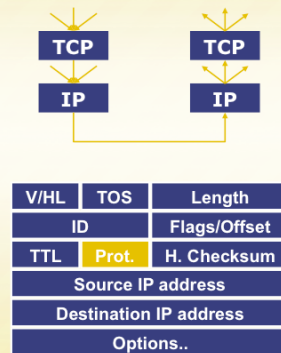 TCP TCP
IP IP
V/HL TOS Length
ID Flags/Offset
TTL Prot. H. Checksum
Source IP address
Destination IP address
Options..